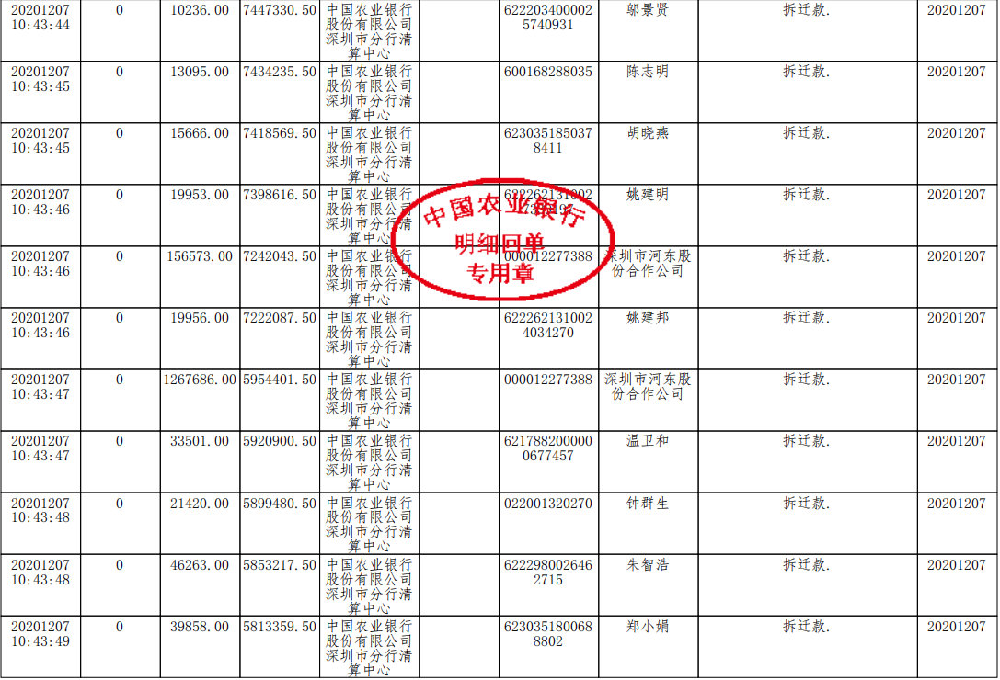 20201207 0 10236.00 7447330.50 中国农业银行 622203400002 邬景贤 拆迁款. 20201207
10:43:44 股份有限公司 5740931
深圳市分行清
算中心
20201207 0 13095.00 7434235.50 中国农业银行 600168288035 陈志明 拆迁款. 20201207
10:43:45 股份有限公司
深圳市分行清
算中心
20201207 0 15666.00 7418569.50 中国农业银行 623035185037 胡晓燕 拆迁款. 20201207
10:43:45 股份有限公司 8411
深圳市分行清
算中心
20201207 0 19953.00 7398616.50 中国农业银行 622262131002 姚建明 拆迁款. 20201207
10:43:46 股份有限公司
深圳市分行清
算中心
中国农业银行
明细回单
专用章
20201207 0 156573.00 7242043.50 中国农业银行 000012277388 深圳市河东股 拆迁款. 20201207
10:43:46 股份有限公司 份合作公司
深圳市分行清
算中心
20201207 0 19956.00 7222087.50 中国农业银行 622262131002 姚建邦 拆迁款. 20201207
10:43:46 股份有限公司 4034270
深圳市分行清
算中心
20201207 0 1267686.00 5954401.50 中国农业银行 000012277388 深圳市河东股 拆迁款. 20201207
10:43:47 股份有限公司 份合作公司
深圳市分行清
算中心
20201207 0 33501.00 5920900.50 中国农业银行 621788200000 温卫和 拆迁款. 20201207
10:43:47 股份有限公司 0677457
深圳市分行清
算中心
20201207 0 21420.00 5899480.50 中国农业银行 022001320270 钟群生 拆迁款. 20201207
10:43:48 股份有限公司
深圳市分行清
算中心
20201207 0 46263.00 5853217.50 中国农业银行 622298002646 朱智浩 拆迁款. 20201207
10:43:48 股份有限公司 2715
深圳市分行清
算中心
20201207 0 39858.00 5813359.50 中国农业银行 623035180068 郑小娟 拆迁款. 20201207
10:43:49 股份有限公司 8802
深圳市分行清
算中心